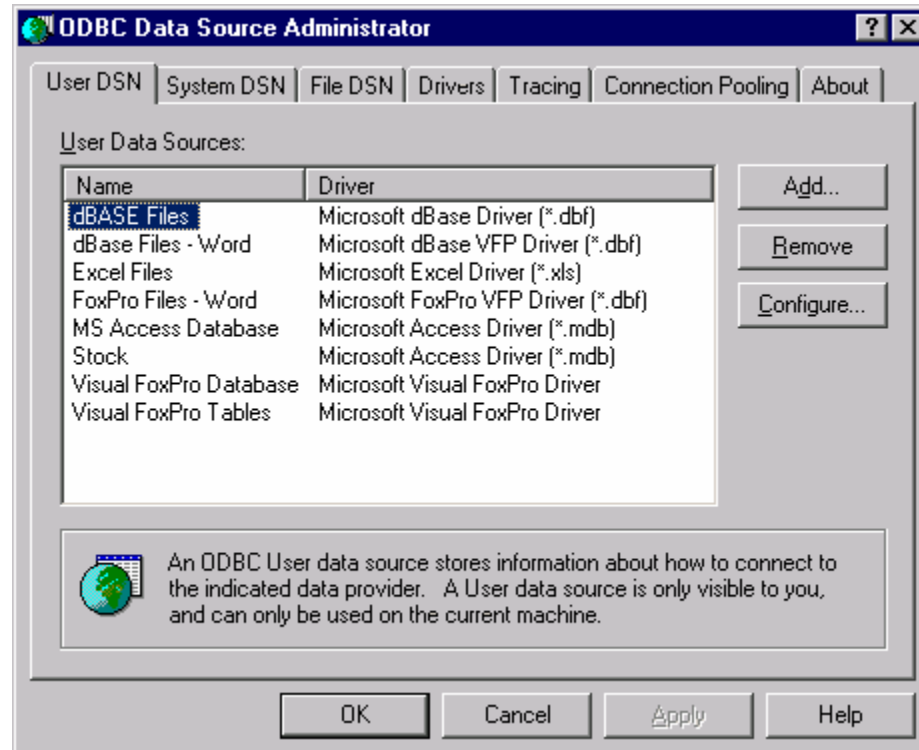 ODBC Data Source Administrator
User DSN System DSN File DSN Drivers Tracing Connection Pooling About
User Data Sources:
Name Driver
dBASE Files Microsoft dBase Driver (*.dbf)
dBase Files - Word Microsoft dBase VFP Driver (*.dbf)
Excel Files Microsoft Excel Driver (*.xls)
FoxPro Files - Word Microsoft FoxPro VFP Driver (*.dbf)
MS Access Database Microsoft Access Driver (*.mdb)
Stock Microsoft Access Driver (*.mdb)
Visual FoxPro Database Microsoft Visual FoxPro Driver
Visual FoxPro Tables Microsoft Visual FoxPro Driver
Add...
Remove
Configure...
An ODBC User data source stores information about how to connect to
the indicated data provider. A User data source is only visible to you,
and can only be used on the current machine.
OK Cancel Apply Help